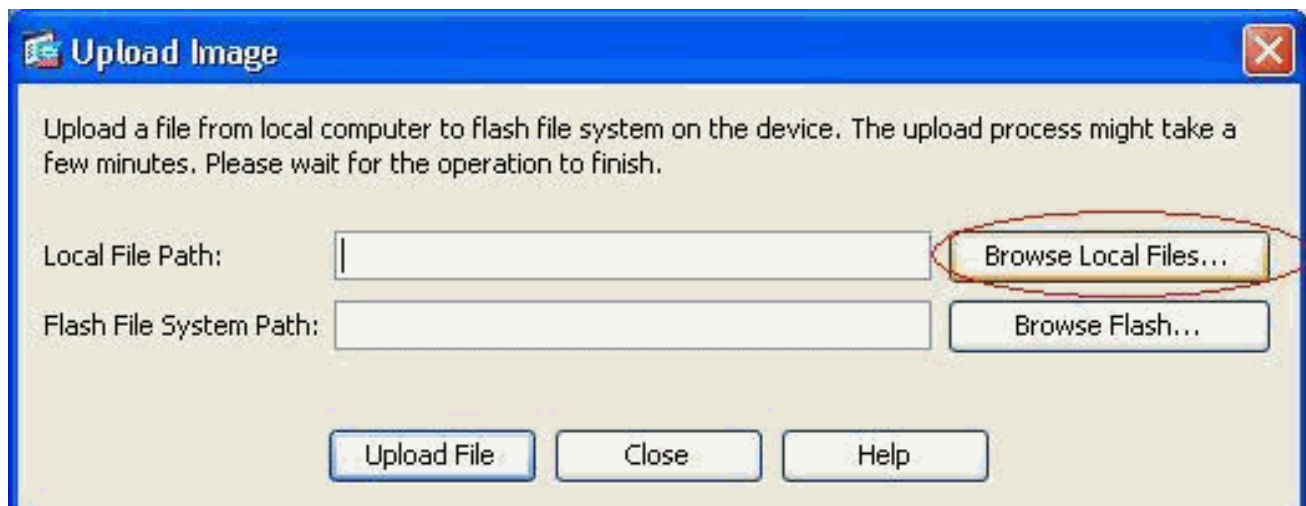 Upload Image
Upload a file from local computer to flash file system on the device. The upload process might take a
few minutes. Please wait for the operation to finish.
Local File Path: Browse Local Files...
Flash File System Path: Browse Flash...
Upload File Close Help